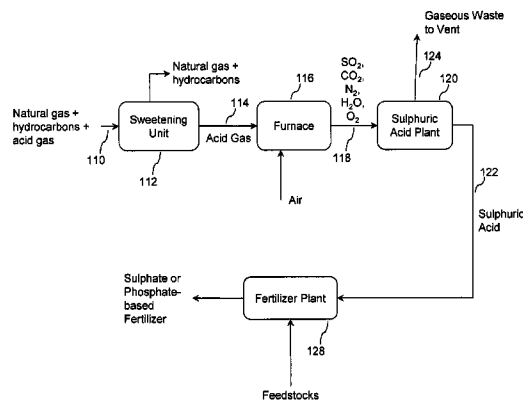 Gaseous Waste
to Vent
124
Natural gas +
hydrocarbons
SO2,
CO2,
N2,
H2O,
O2
120
116
114
Natural gas +
hydrocarbons +
acid gas
110
Sweetening
Unit
112
Acid Gas
Furnace
118
Sulphuric
Acid Plant
122
Air
Sulphuric
Acid
Sulphate or
Phosphate-
based
Fertilizer
Fertilizer Plant
128
Feedstocks